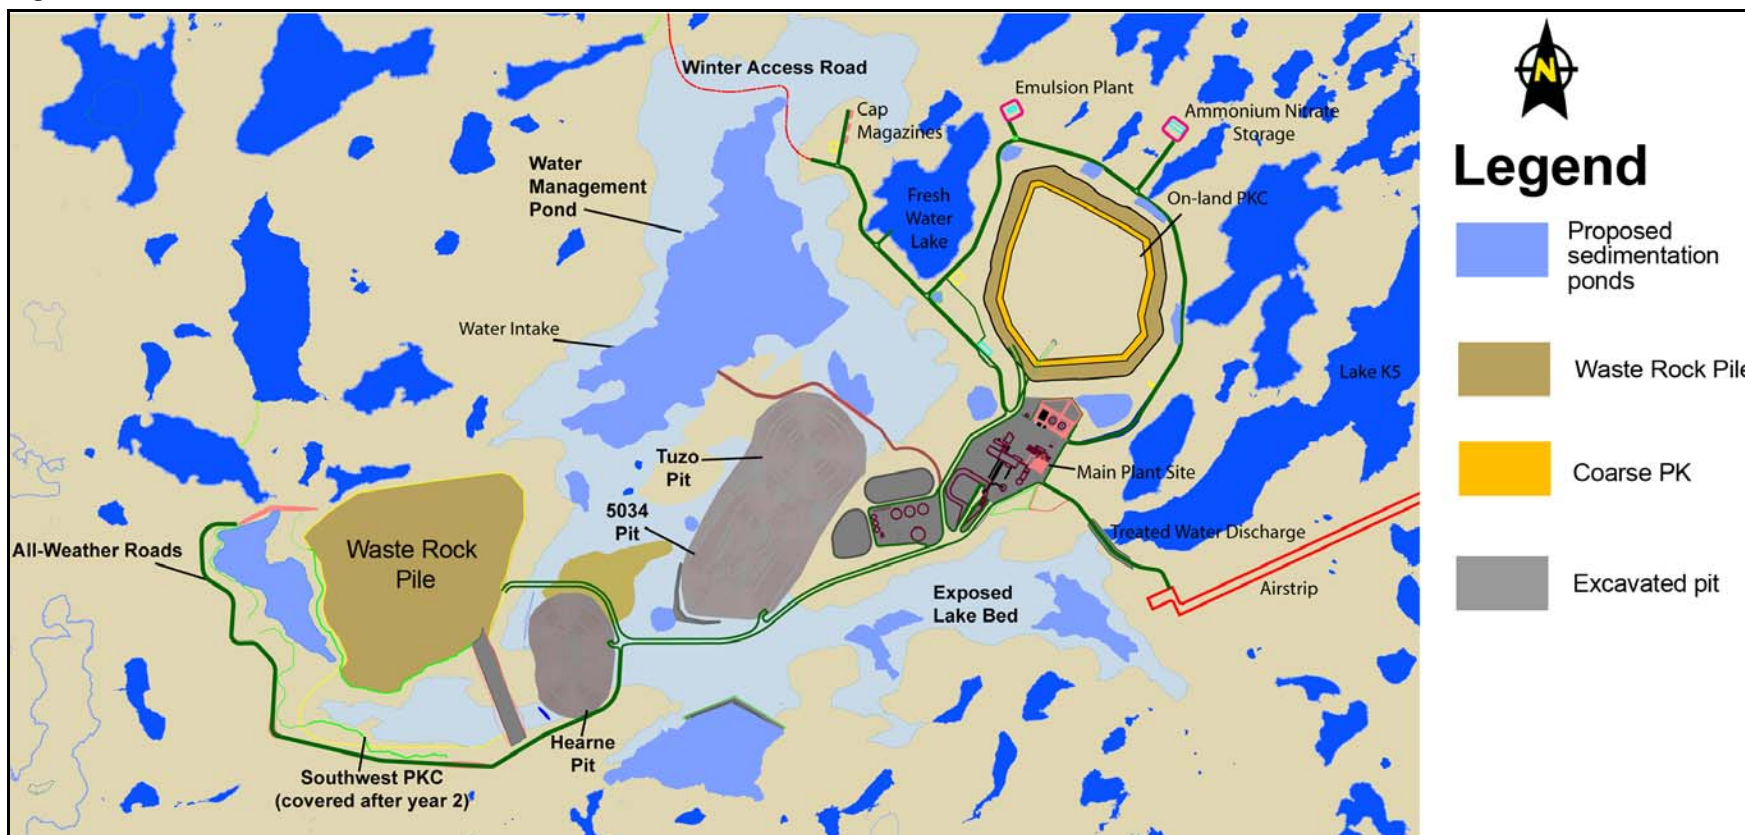 Winter Access Road
Cap
Magazines
Emulsion Plant
Ammonium Nitrate
Storage
Water
Management
Pond
Fresh
Water
Lake
On-land PKC
Water Intake
Lake K5
Tuzo
Pit
Main Plant Site
5034
Pit
All-Weather Roads
Waste Rock
Pile
Treated Water Discharge
Airstrip
Exposed
Lake Bed
Hearne
Pit
Southwest PKC
(covered after year 2)
N
Legend
Proposed
sedimentation
ponds
Waste Rock Pile
Coarse PK
Excavated pit